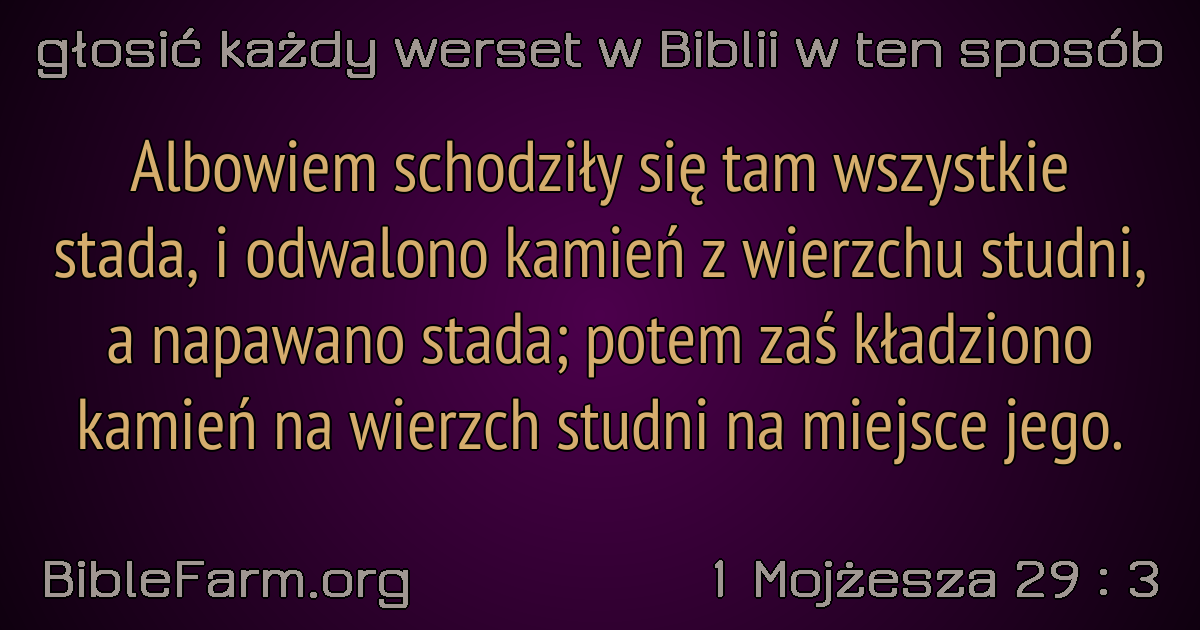 głosić każdy werset w Biblii w ten sposób
Albowiem schodziły się tam wszystkie
stada, i odwalono kamień z wierzchu studni,
a napawano stada; potem zaś kładziono
kamień na wierzch studni na miejsce jego.
BibleFarm.org 1 Mojżesza 29 : 3